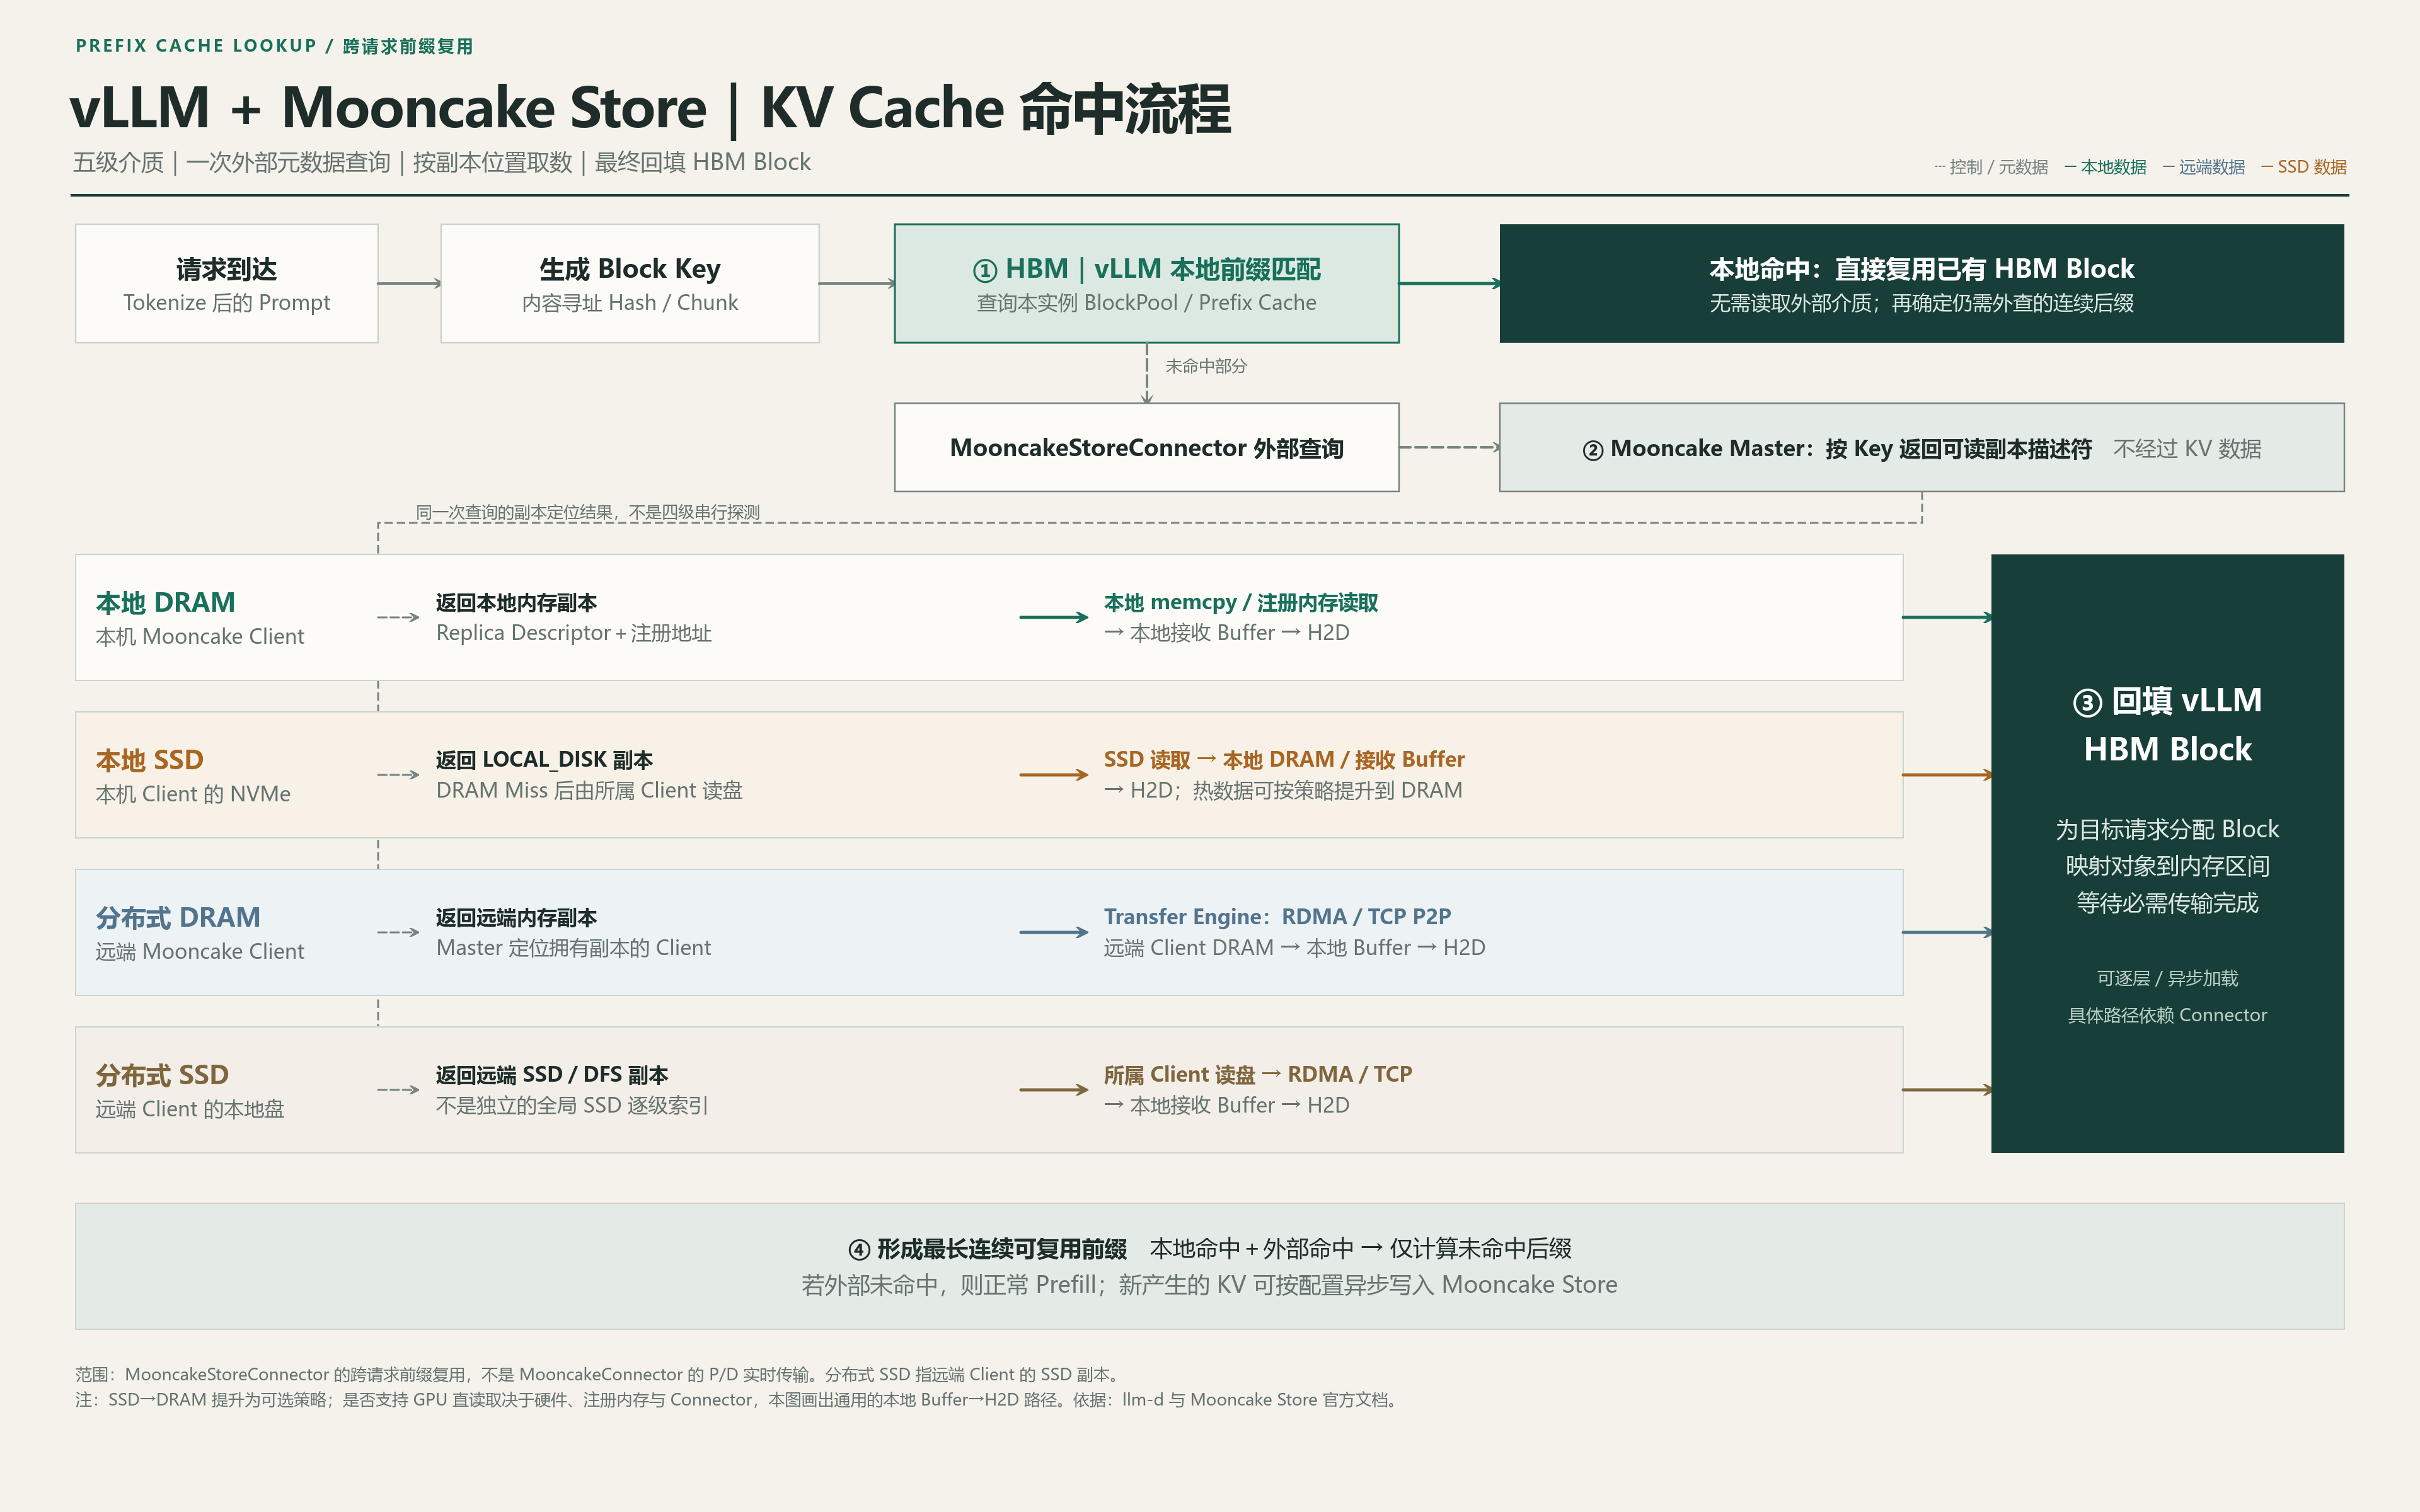 PREFIX CACHE LOOKUP / 跨请求前缀复用
vLLM + Mooncake Store | KV Cache 命中流程
五级介质 | 一次外部元数据查询 | 按副本位置取数 | 最终回填 HBM Block
控制 / 元数据
本地数据
远端数据
SSD 数据
请求到达
Tokenize 后的 Prompt
生成 Block Key
内容寻址 Hash / Chunk
① HBM | vLLM 本地前缀匹配
查询本实例 BlockPool / Prefix Cache
本地命中：直接复用已有 HBM Block
无需读取外部介质；再确定仍需外查的连续后缀
未命中部分
MooncakeStoreConnector 外部查询
② Mooncake Master：按 Key 返回可读副本描述符 不经过 KV 数据
同一次查询的副本定位结果，不是四级串行探测
本地 DRAM
本机 Mooncake Client
返回本地内存副本
Replica Descriptor + 注册地址
本地 memcpy / 注册内存读取
→ 本地接收 Buffer → H2D
本地 SSD
本机 Client 的 NVMe
返回 LOCAL_DISK 副本
DRAM Miss 后由所属 Client 读盘
SSD 读取 → 本地 DRAM / 接收 Buffer
→ H2D；热数据可按策略提升到 DRAM
分布式 DRAM
远端 Mooncake Client
返回远端内存副本
Master 定位拥有副本的 Client
Transfer Engine：RDMA / TCP P2P
远端 Client DRAM → 本地 Buffer → H2D
分布式 SSD
远端 Client 的本地盘
返回远端 SSD / DFS 副本
不是独立的全局 SSD 逐级索引
所属 Client 读盘 → RDMA / TCP
→ 本地接收 Buffer → H2D
③ 回填 vLLM
HBM Block
为目标请求分配 Block
映射对象到内存区间
等待必需传输完成
可逐层 / 异步加载
具体路径依赖 Connector
④ 形成最长连续可复用前缀 本地命中 + 外部命中 → 仅计算未命中后缀
若外部未命中，则正常 Prefill；新产生的 KV 可按配置异步写入 Mooncake Store
范围：MooncakeStoreConnector 的跨请求前缀复用，不是 MooncakeConnector 的 P/D 实时传输。分布式 SSD 指远端 Client 的 SSD 副本。
注：SSD→DRAM 提升为可选策略；是否支持 GPU 直读取决于硬件、注册内存与 Connector，本图画出通用的本地 Buffer→H2D 路径。依据：llm-d 与 Mooncake Store 官方文档。